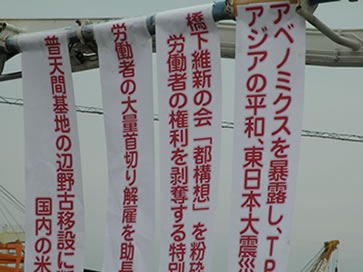 アベノミクスを暴露し、TP
アジアの平和、東日本大震災
橋下維新の会「都構想」を粉砕
労働者の権利を剥奪する特別
労働者の大量首切り解雇を助長
普天間基地の辺野古移設に
国内の米